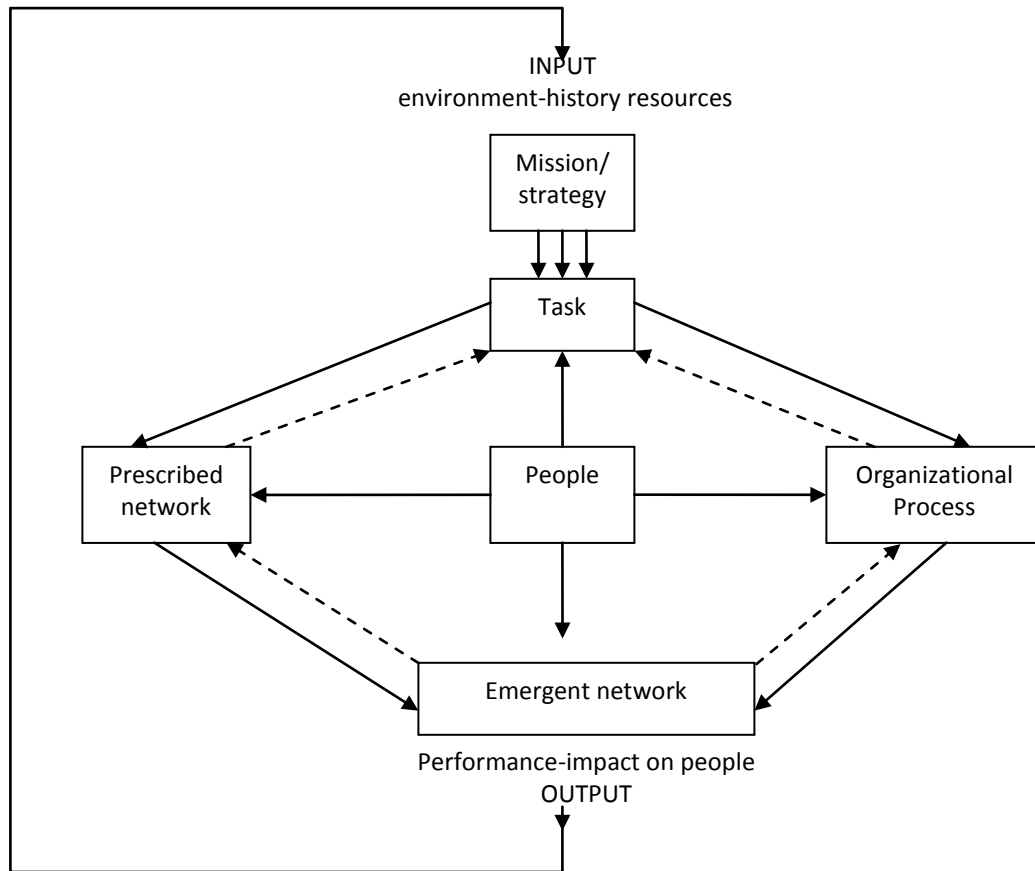 INPUT
environment-history resources
Mission/
strategy
Task
Prescribed
network
People
Organizational
Process
Emergent network
Performance-impact on people
OUTPUT